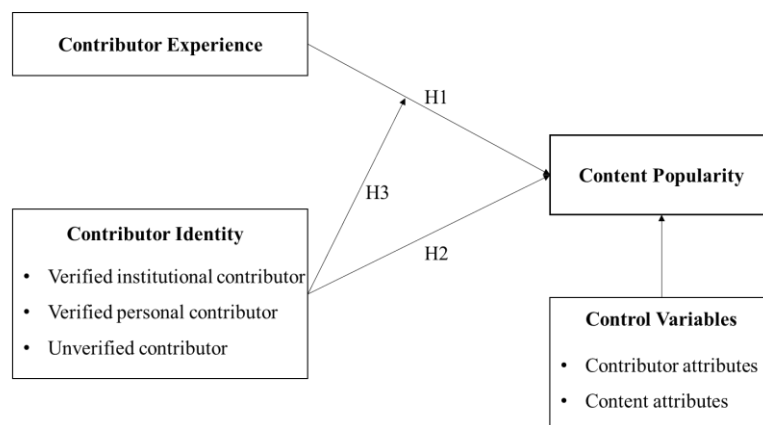 Contributor Experience
H1
Content Popularity
H3
Contributor Identity
• Verified institutional contributor
• Verified personal contributor
• Unverified contributor
H2
Control Variables
• Contributor attributes
• Content attributes